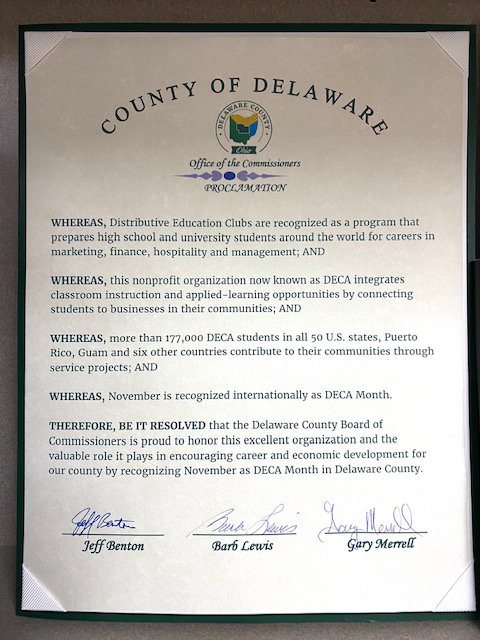 COUNTY OF DELAWARE
DELAWARE COUNTY
Ohio
Office of the Commissioners
PROCLAMATION
WHEREAS, Distributive Education Clubs are recognized as a program that
prepares high school and university students around the world for careers in
marketing, finance, hospitality and management; AND
WHEREAS, this nonprofit organization now known as DECA integrates
classroom instruction and applied-learning opportunities by connecting
students to businesses in their communities; AND
WHEREAS, more than 177,000 DECA students in all 50 U.S. states, Puerto
Rico, Guam and six other countries contribute to their communities through
service projects; AND
WHEREAS, November is recognized internationally as DECA Month.
THEREFORE, BE IT RESOLVED that the Delaware County Board of
Commissioners is proud to honor this excellent organization and the
valuable role it plays in encouraging career and economic development for
our county by recognizing November as DECA Month in Delaware County.
Jeff Benton Barb Lewis Gary Merrell
Jeff Benton Barb Lewis Gary Merrell